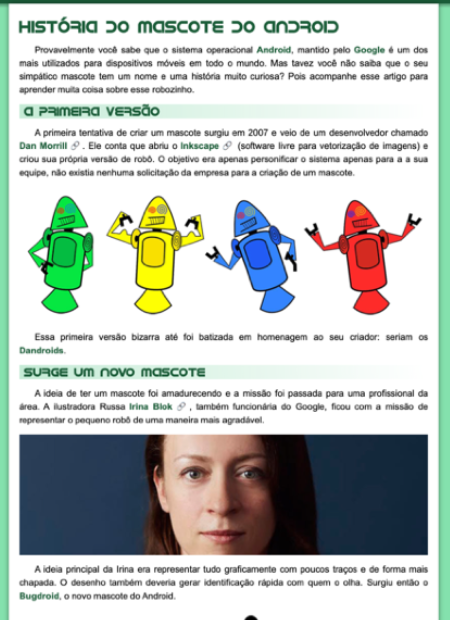 História do Mascote do Android
Provavelmente você sabe que o sistema operacional Android, mantido pelo Google é um dos
mais utilizados para dispositivos móveis em todo o mundo. Mas tavez você não saiba que o seu
simpático mascote tem um nome e uma história muito curiosa? Pois acompanhe esse artigo para
aprender muita coisa sobre esse robozinho.
A primeira versão
A primeira tentativa de criar um mascote surgiu em 2007 e veio de um desenvolvedor chamado
Dan Morrill. Ele conta que abriu o Inkscape (software livre para vetorização de imagens) e
criou sua própria versão de robô. O objetivo era apenas personificar o sistema apenas para a a sua
equipe, não existia nenhuma solicitação da empresa para a criação de um mascote.
Essa primeira versão bizarra até foi batizada em homenagem ao seu criador: seriam os
Dandroids.
Surge um novo mascote
A ideia de ter um mascote foi amadurecendo e a missão foi passada para uma profissional da
área. A ilustradora Russa Irina Blok, também funcionária do Google, ficou com a missão de
representar o pequeno robô de uma maneira mais agradável.
A ideia principal da Irina era representar tudo graficamente com poucos traços e de forma mais
chapada. O desenho também deveria gerar identificação rápida com quem o olha. Surgiu então o
Bugdroid, o novo mascote do Android.